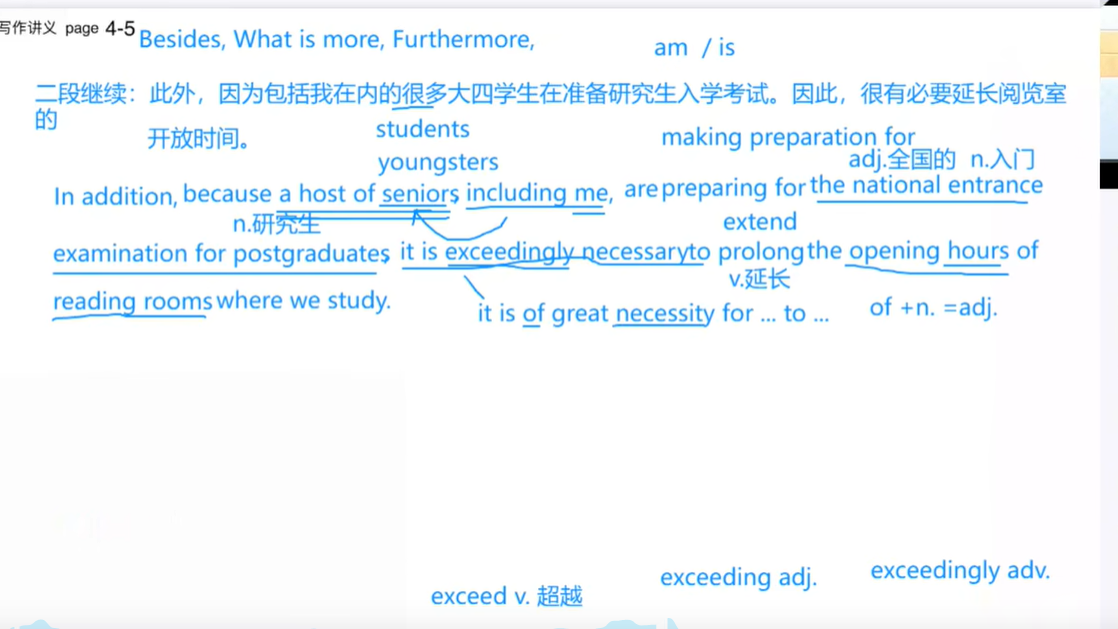 写作讲义 page 4-5
Besides, What is more, Furthermore,
am / is
二段继续：此外，因为包括我在内的很多大四学生在准备研究生入学考试。因此，很有必要延长阅览室
的
开放时间。
students
making preparation for
youngsters
adj.全国的 n.入门
In addition, because a host of seniors including me, are preparing for the national entrance
n.研究生
extend
examination for postgraduates, it is exceedingly necessary to prolong the opening hours of
v.延长
reading rooms where we study.
it is of great necessity for ... to ...
of +n. =adj.
exceed v. 超越
exceeding adj.
exceedingly adv.